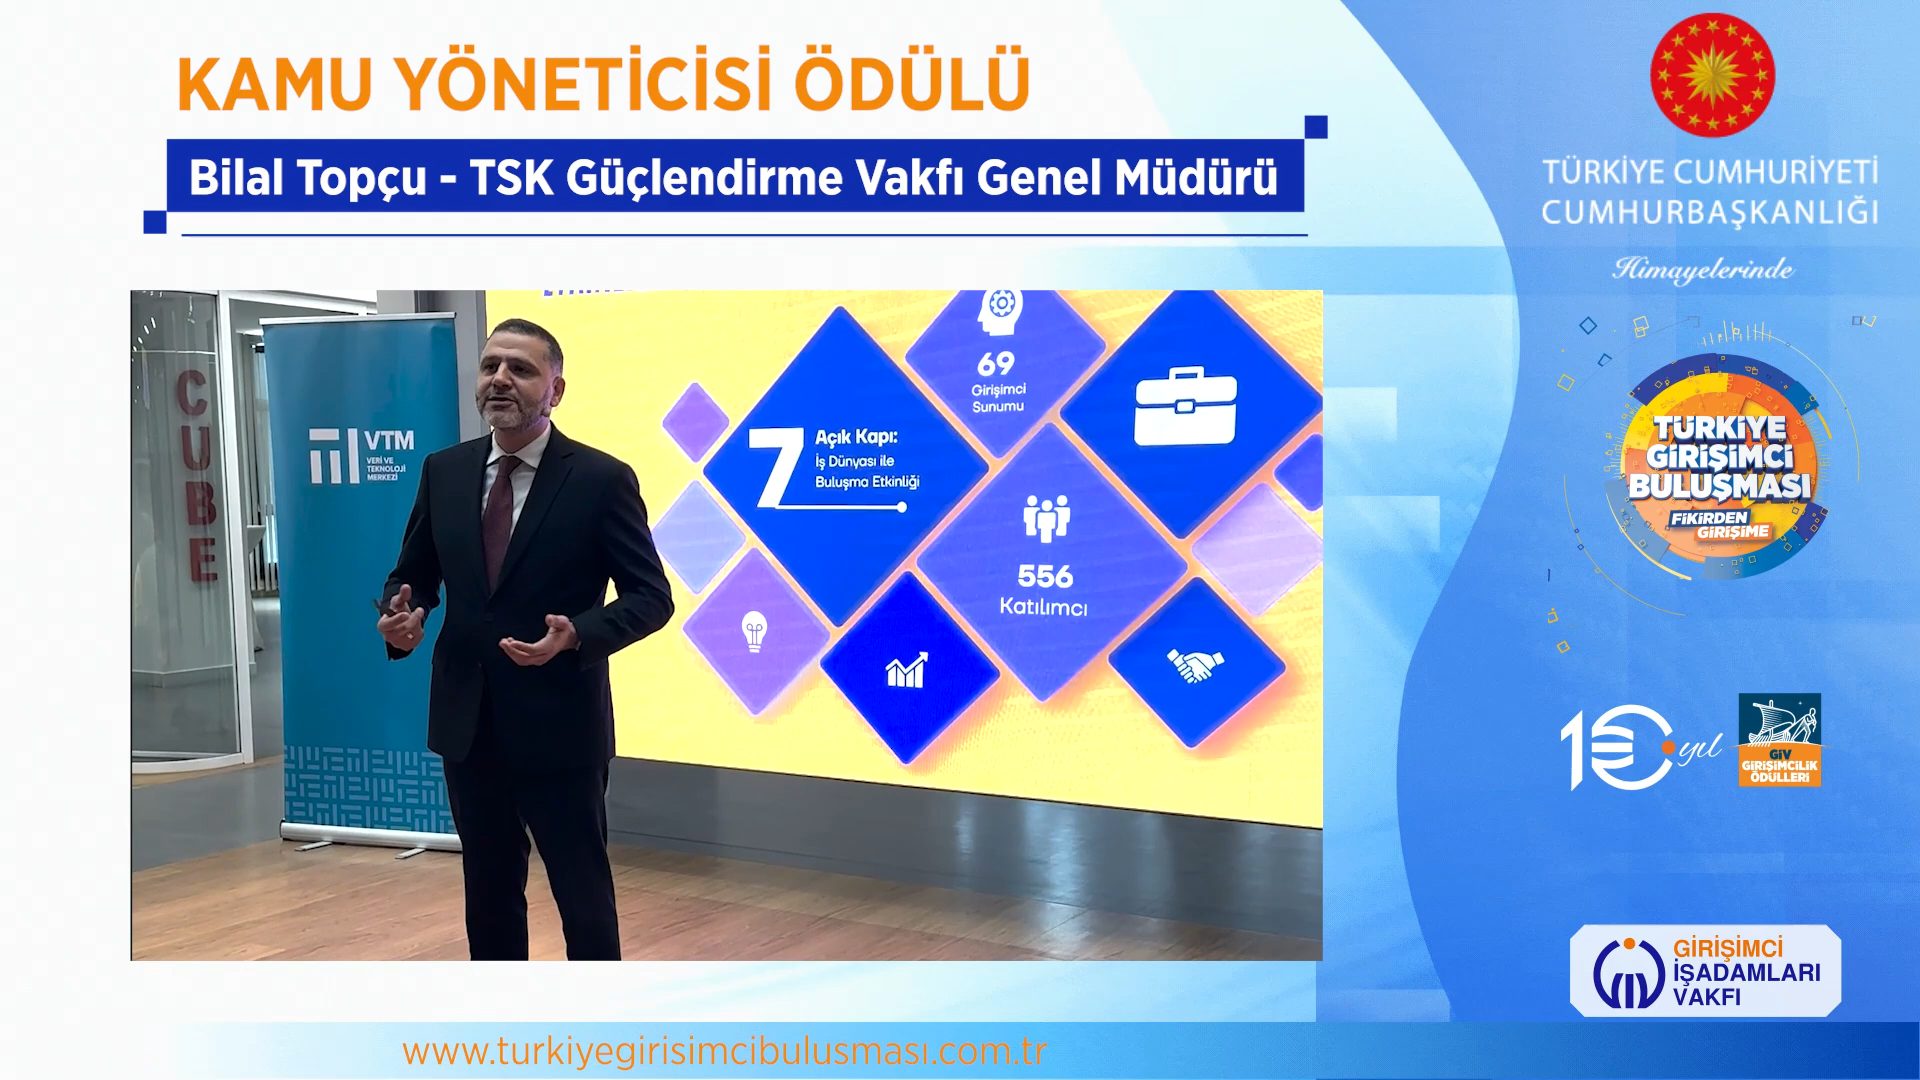 KAMU YÖNETİCİSİ ÖDÜLÜ
Bilal Topçu - TSK Güçlendirme Vakfı Genel Müdürü
TÜRKİYE CUMHURİYETİ
CUMHURBAŞKANLIĞI
Himayelerinde
CUBE
VTM
VERİ VE
TEKNOLOJİ
MERKEZİ
7
Açık Kapı:
İş Dünyası ile
Buluşma Etkinliği
69
Girişimci
Sunumu
556
Katılımcı
TÜRKİYE
GİRİŞİMCİ
BULUŞMASI
FİKİRDEN
GİRİŞİME
10.yıl
GİV
GİRİŞİMCİLİK
ÖDÜLLERİ
GİRİŞİMCİ
İŞADAMLARI
VAKFI
www.turkiyegirisimcibulusması.com.tr